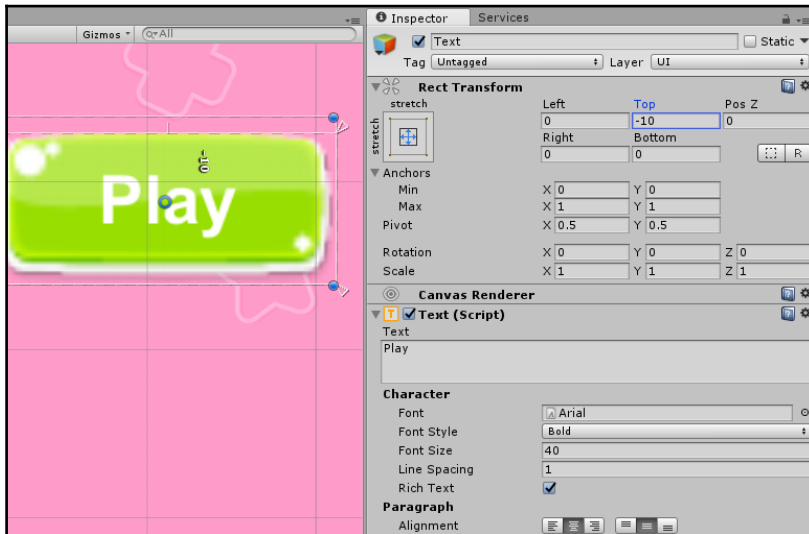 Inspector Services
Gizmos All
Text Static
Tag Untagged Layer UI
Rect Transform
stretch Left Top Pos Z
stretch
0 -10 0
Right Bottom
0 0 R
Anchors
Min X 0 Y 0
Max X 1 Y 1
Pivot X 0.5 Y 0.5
Rotation X 0 Y 0 Z 0
Scale X 1 Y 1 Z 1
Canvas Renderer
Text (Script)
Text
Play
Character
Font Arial
Font Style Bold
Font Size 40
Line Spacing 1
Rich Text
Paragraph
Alignment
-10
Play